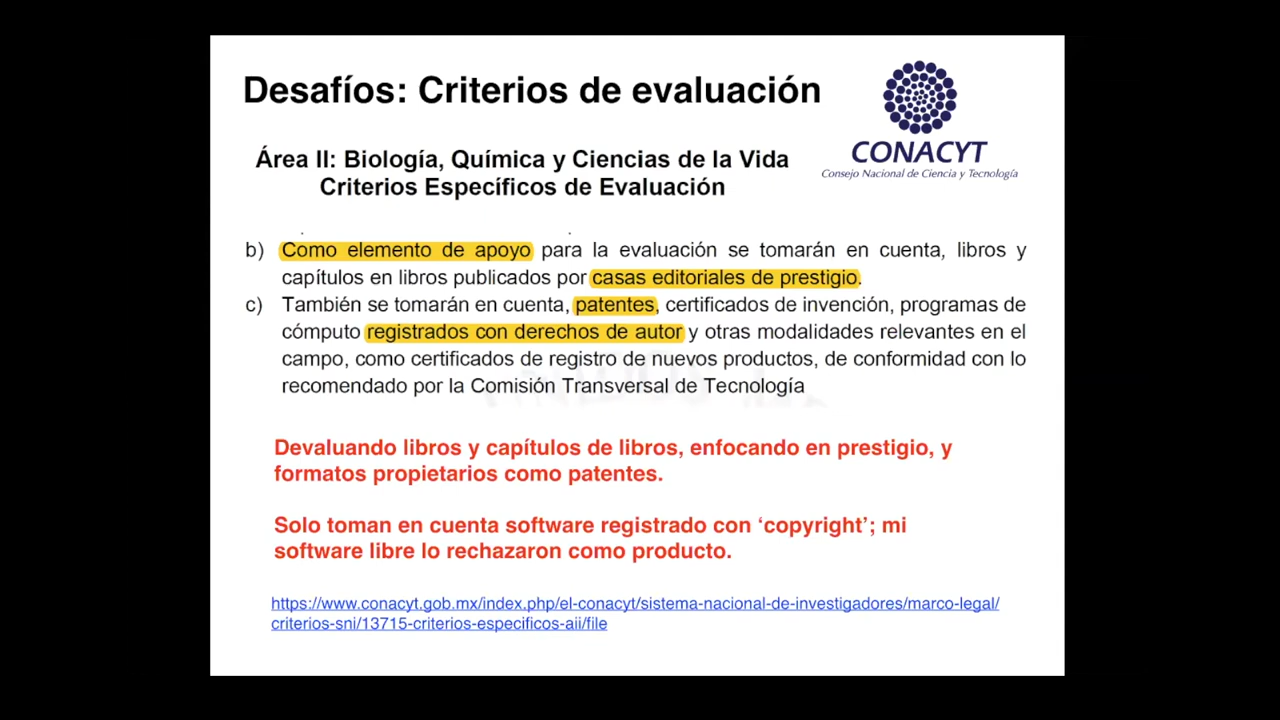 Desafíos: Criterios de evaluación
CONACYT
Consejo Nacional de Ciencia y Tecnología
Área II: Biología, Química y Ciencias de la Vida
Criterios Específicos de Evaluación
b) Como elemento de apoyo para la evaluación se tomarán en cuenta, libros y
capítulos en libros publicados por casas editoriales de prestigio.
c) También se tomarán en cuenta, patentes, certificados de invención, programas de
cómputo registrados con derechos de autor y otras modalidades relevantes en el
campo, como certificados de registro de nuevos productos, de conformidad con lo
recomendado por la Comisión Transversal de Tecnología
Devaluando libros y capítulos de libros, enfocando en prestigio, y
formatos propietarios como patentes.
Solo toman en cuenta software registrado con ‘copyright’; mi
software libre lo rechazaron como producto.
https://www.conacyt.gob.mx/index.php/el-conacyt/sistema-nacional-de-investigadores/marco-legal/
criterios-sni/13715-criterios-especificos-aii/file